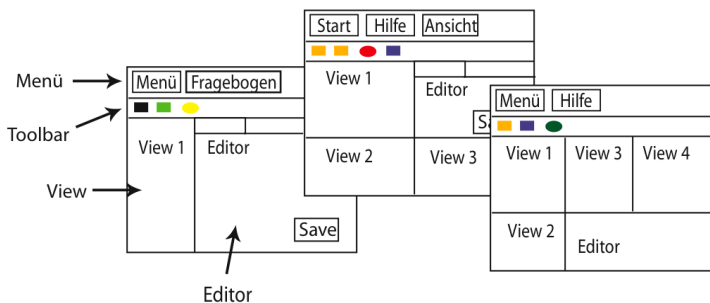 Menü
Toolbar
View
Editor
Menü Fragebogen
View 1 Editor
Save
Start Hilfe Ansicht
View 1
Editor
View 2 View 3
Menü Hilfe
View 1 View 3 View 4
View 2
Editor